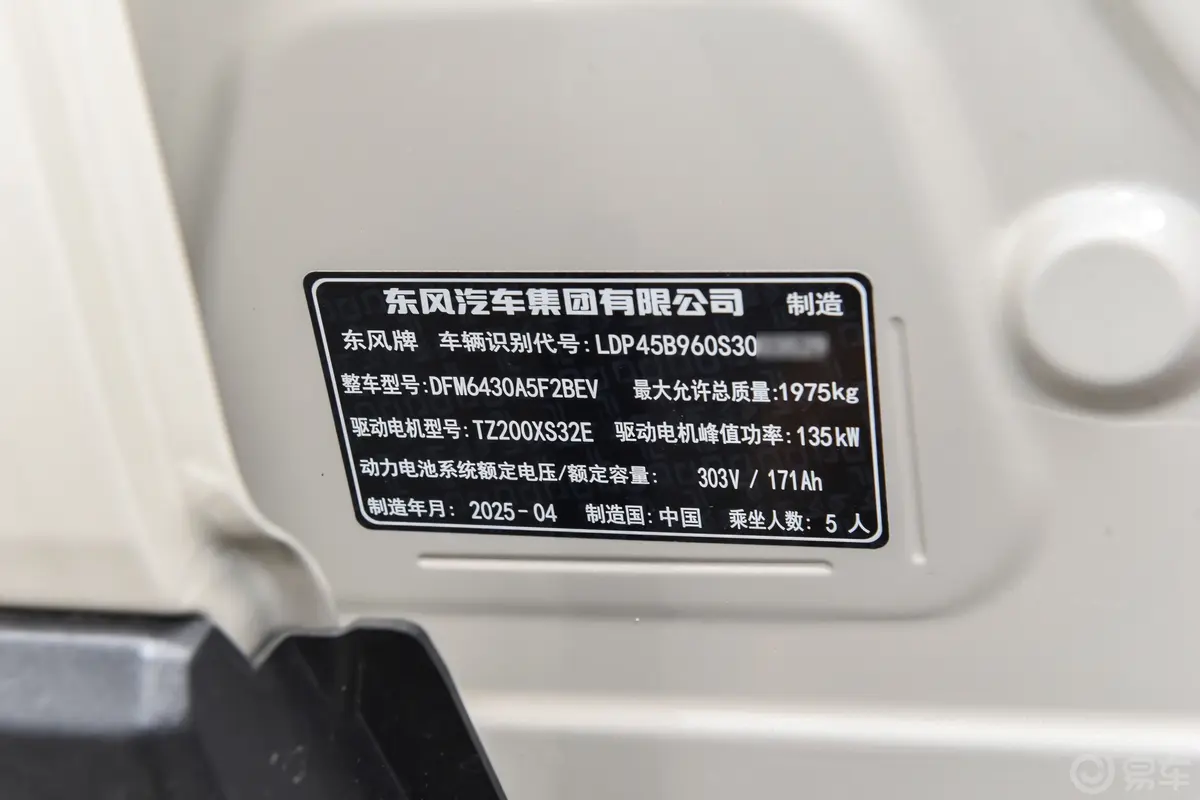 东风汽车集团有限公司 制造
东风牌 车辆识别代号:LDP45B960S30
整车型号:DFM6430A5F2BEV 最大允许总质量:1975kg
驱动电机型号:TZ200XS32E 驱动电机峰值功率:135kW
动力电池系统额定电压/额定容量: 303V / 171Ah
制造年月: 2025-04 制造国:中国 乘坐人数: 5 人
易车